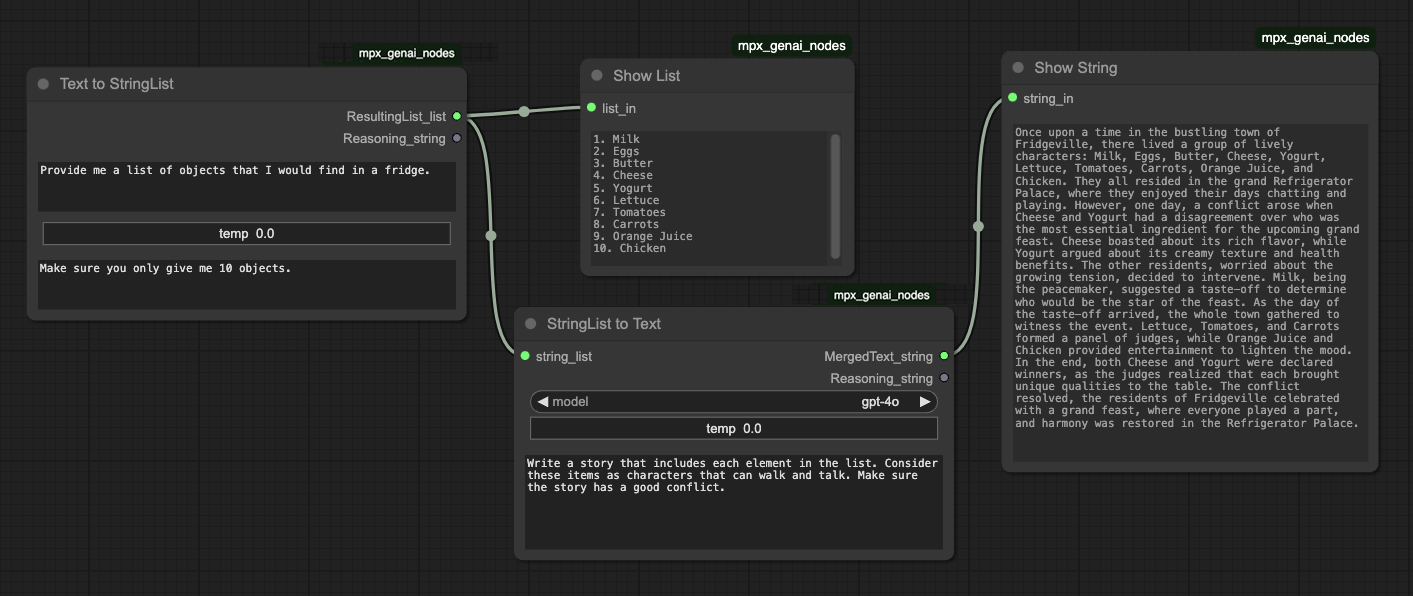 mpx_genai_nodes
Text to StringList
ResultingList_list
Reasoning_string
Provide me a list of objects that I would find in a fridge.
temp 0.0
Make sure you only give me 10 objects.
mpx_genai_nodes
Show List
list_in
1. Milk
2. Eggs
3. Butter
4. Cheese
5. Yogurt
6. Lettuce
7. Tomatoes
8. Carrots
9. Orange Juice
10. Chicken
mpx_genai_nodes
StringList to Text
string_list
MergedText_string
Reasoning_string
model gpt-4o
temp 0.0
Write a story that includes each element in the list. Consider
these items as characters that can walk and talk. Make sure
the story has a good conflict.
mpx_genai_nodes
Show String
string_in
Once upon a time in the bustling town of
Fridgeville, there lived a group of lively
characters: Milk, Eggs, Butter, Cheese, Yogurt,
Lettuce, Tomatoes, Carrots, Orange Juice, and
Chicken. They all resided in the grand Refrigerator
Palace, where they enjoyed their days chatting and
playing. However, one day, a conflict arose when
Cheese and Yogurt had a disagreement over who was
the most essential ingredient for the upcoming grand
feast. Cheese boasted about its rich flavor, while
Yogurt argued about its creamy texture and health
benefits. The other residents, worried about the
growing tension, decided to intervene. Milk, being
the peacemaker, suggested a taste-off to determine
who would be the star of the feast. As the day of
the taste-off arrived, the whole town gathered to
witness the event. Lettuce, Tomatoes, and Carrots
formed a panel of judges, while Orange Juice and
Chicken provided entertainment to lighten the mood.
In the end, both Cheese and Yogurt were declared
winners, as the judges realized that each brought
unique qualities to the table. The conflict
resolved, the residents of Fridgeville celebrated
with a grand feast, where everyone played a part,
and harmony was restored in the Refrigerator Palace.